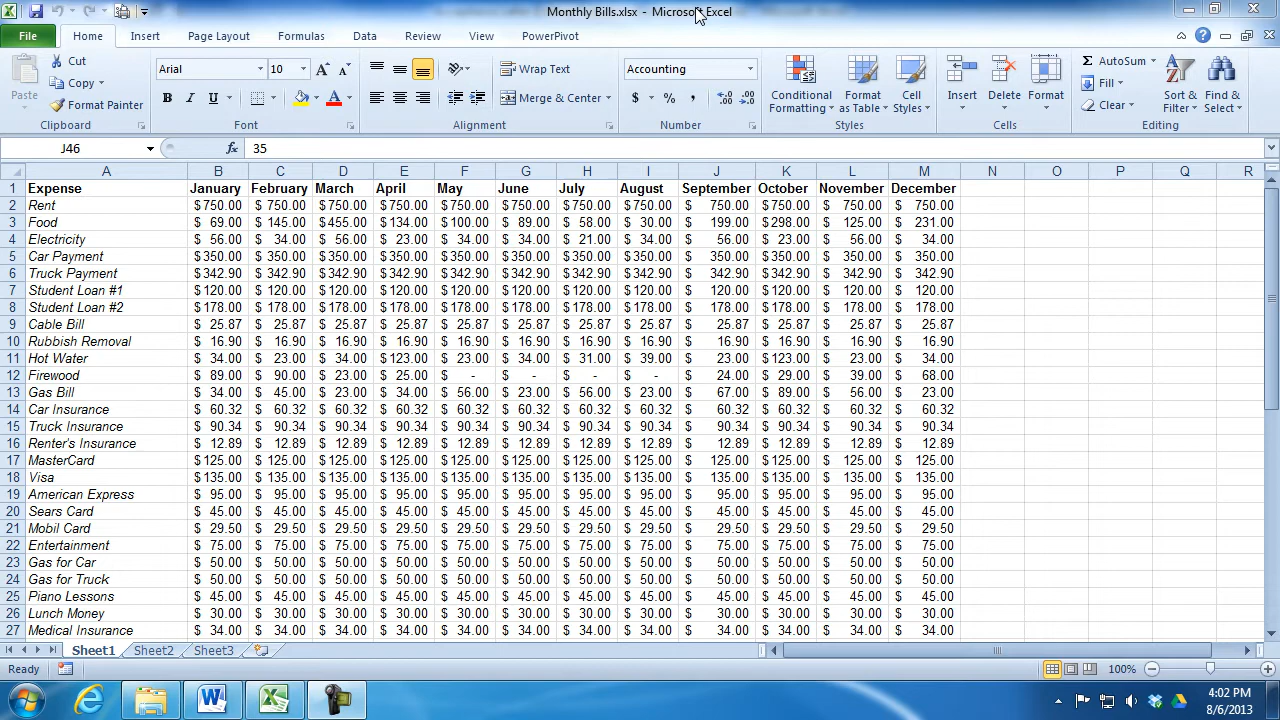 Monthly Bills.xlsx - Microsoft Excel
File Home Insert Page Layout Formulas Data Review View PowerPivot
Paste Cut Copy Format Painter Clipboard
Arial 10 B I U Font
Wrap Text Merge & Center Alignment
Accounting $ % , Number
Conditional Formatting Format as Table Cell Styles Styles
Insert Delete Format Cells
Σ AutoSum Fill Clear Sort & Filter Find & Select Editing
J46 fx 35
A B C D E F G H I J K L M N O P Q R
1 Expense January February March April May June July August September October November December
2 Rent $750.00 $ 750.00 $750.00 $750.00 $750.00 $750.00 $750.00 $750.00 $ 750.00 $750.00 $ 750.00 $ 750.00
3 Food $ 69.00 $ 145.00 $455.00 $134.00 $100.00 $ 89.00 $ 58.00 $ 30.00 $ 199.00 $298.00 $ 125.00 $ 231.00
4 Electricity $ 56.00 $ 34.00 $ 56.00 $ 23.00 $ 34.00 $ 34.00 $ 21.00 $ 34.00 $ 56.00 $ 23.00 $ 56.00 $ 34.00
5 Car Payment $350.00 $ 350.00 $350.00 $350.00 $350.00 $350.00 $350.00 $350.00 $ 350.00 $350.00 $ 350.00 $ 350.00
6 Truck Payment $342.90 $ 342.90 $342.90 $342.90 $342.90 $342.90 $342.90 $342.90 $ 342.90 $342.90 $ 342.90 $ 342.90
7 Student Loan #1 $120.00 $ 120.00 $120.00 $120.00 $120.00 $120.00 $120.00 $120.00 $ 120.00 $120.00 $ 120.00 $ 120.00
8 Student Loan #2 $178.00 $ 178.00 $178.00 $178.00 $178.00 $178.00 $178.00 $178.00 $ 178.00 $178.00 $ 178.00 $ 178.00
9 Cable Bill $ 25.87 $ 25.87 $ 25.87 $ 25.87 $ 25.87 $ 25.87 $ 25.87 $ 25.87 $ 25.87 $ 25.87 $ 25.87 $ 25.87
10 Rubbish Removal $ 16.90 $ 16.90 $ 16.90 $ 16.90 $ 16.90 $ 16.90 $ 16.90 $ 16.90 $ 16.90 $ 16.90 $ 16.90 $ 16.90
11 Hot Water $ 34.00 $ 23.00 $ 34.00 $123.00 $ 23.00 $ 34.00 $ 31.00 $ 39.00 $ 23.00 $123.00 $ 23.00 $ 34.00
12 Firewood $ 89.00 $ 90.00 $ 23.00 $ 25.00 $ - $ - $ - $ - $ 24.00 $ 29.00 $ 39.00 $ 68.00
13 Gas Bill $ 34.00 $ 45.00 $ 23.00 $ 34.00 $ 56.00 $ 23.00 $ 56.00 $ 23.00 $ 67.00 $ 89.00 $ 56.00 $ 23.00
14 Car Insurance $ 60.32 $ 60.32 $ 60.32 $ 60.32 $ 60.32 $ 60.32 $ 60.32 $ 60.32 $ 60.32 $ 60.32 $ 60.32 $ 60.32
15 Truck Insurance $ 90.34 $ 90.34 $ 90.34 $ 90.34 $ 90.34 $ 90.34 $ 90.34 $ 90.34 $ 90.34 $ 90.34 $ 90.34 $ 90.34
16 Renter's Insurance $ 12.89 $ 12.89 $ 12.89 $ 12.89 $ 12.89 $ 12.89 $ 12.89 $ 12.89 $ 12.89 $ 12.89 $ 12.89 $ 12.89
17 MasterCard $125.00 $ 125.00 $125.00 $125.00 $125.00 $125.00 $125.00 $125.00 $ 125.00 $125.00 $ 125.00 $ 125.00
18 Visa $135.00 $ 135.00 $135.00 $135.00 $135.00 $135.00 $135.00 $135.00 $ 135.00 $135.00 $ 135.00 $ 135.00
19 American Express $ 95.00 $ 95.00 $ 95.00 $ 95.00 $ 95.00 $ 95.00 $ 95.00 $ 95.00 $ 95.00 $ 95.00 $ 95.00 $ 95.00
20 Sears Card $ 45.00 $ 45.00 $ 45.00 $ 45.00 $ 45.00 $ 45.00 $ 45.00 $ 45.00 $ 45.00 $ 45.00 $ 45.00 $ 45.00
21 Mobil Card $ 29.50 $ 29.50 $ 29.50 $ 29.50 $ 29.50 $ 29.50 $ 29.50 $ 29.50 $ 29.50 $ 29.50 $ 29.50 $ 29.50
22 Entertainment $ 75.00 $ 75.00 $ 75.00 $ 75.00 $ 75.00 $ 75.00 $ 75.00 $ 75.00 $ 75.00 $ 75.00 $ 75.00 $ 75.00
23 Gas for Car $ 50.00 $ 50.00 $ 50.00 $ 50.00 $ 50.00 $ 50.00 $ 50.00 $ 50.00 $ 50.00 $ 50.00 $ 50.00 $ 50.00
24 Gas for Truck $ 50.00 $ 50.00 $ 50.00 $ 50.00 $ 50.00 $ 50.00 $ 50.00 $ 50.00 $ 50.00 $ 50.00 $ 50.00 $ 50.00
25 Piano Lessons $ 45.00 $ 45.00 $ 45.00 $ 45.00 $ 45.00 $ 45.00 $ 45.00 $ 45.00 $ 45.00 $ 45.00 $ 45.00 $ 45.00
26 Lunch Money $ 30.00 $ 30.00 $ 30.00 $ 30.00 $ 30.00 $ 30.00 $ 30.00 $ 30.00 $ 30.00 $ 30.00 $ 30.00 $ 30.00
27 Medical Insurance $ 34.00 $ 34.00 $ 34.00 $ 34.00 $ 34.00 $ 34.00 $ 34.00 $ 34.00 $ 34.00 $ 34.00 $ 34.00 $ 34.00
Sheet1 Sheet2 Sheet3
Ready 100%
4:02 PM
8/6/2013